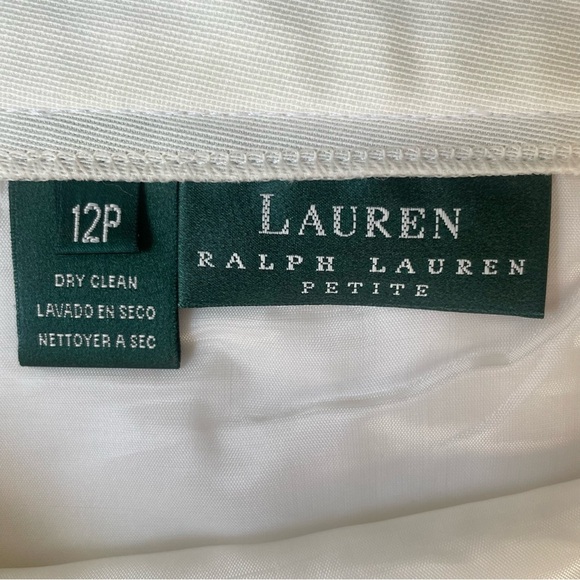 12P
DRY CLEAN
LAVADO EN SECO
NETTOYER A SEC
LAUREN
RALPH LAUREN
PETITE